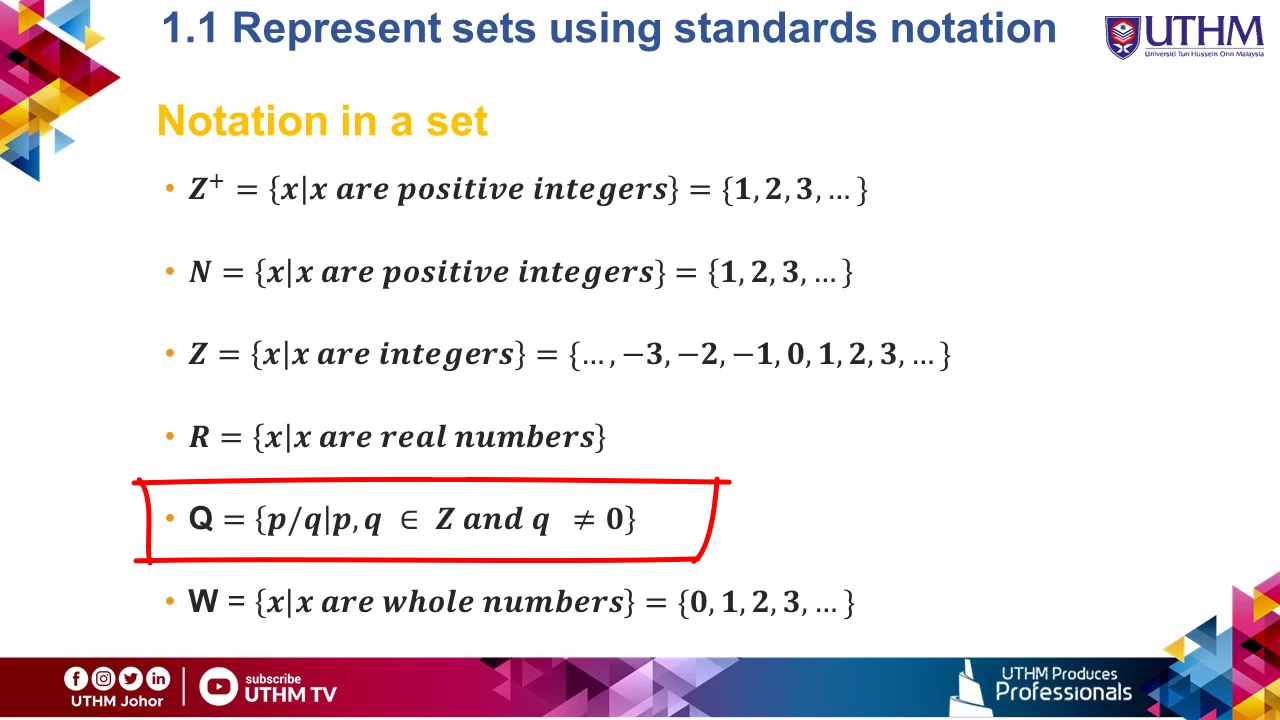 1.1 Represent sets using standards notation
UTHM
Universiti Tun Hussein Onn Malaysia
Notation in a set
• Z⁺ = {x|x are positive integers} = {1, 2, 3, … }
• N = {x|x are positive integers} = {1, 2, 3, … }
• Z = {x|x are integers} = {… , −3, −2, −1, 0, 1, 2, 3, … }
• R = {x|x are real numbers}
• Q = {p/q|p, q ∈ Z and q ≠ 0}
• W = {x|x are whole numbers} = {0, 1, 2, 3, … }
UTHM Johor
subscribe
UTHM TV
UTHM Produces
Professionals